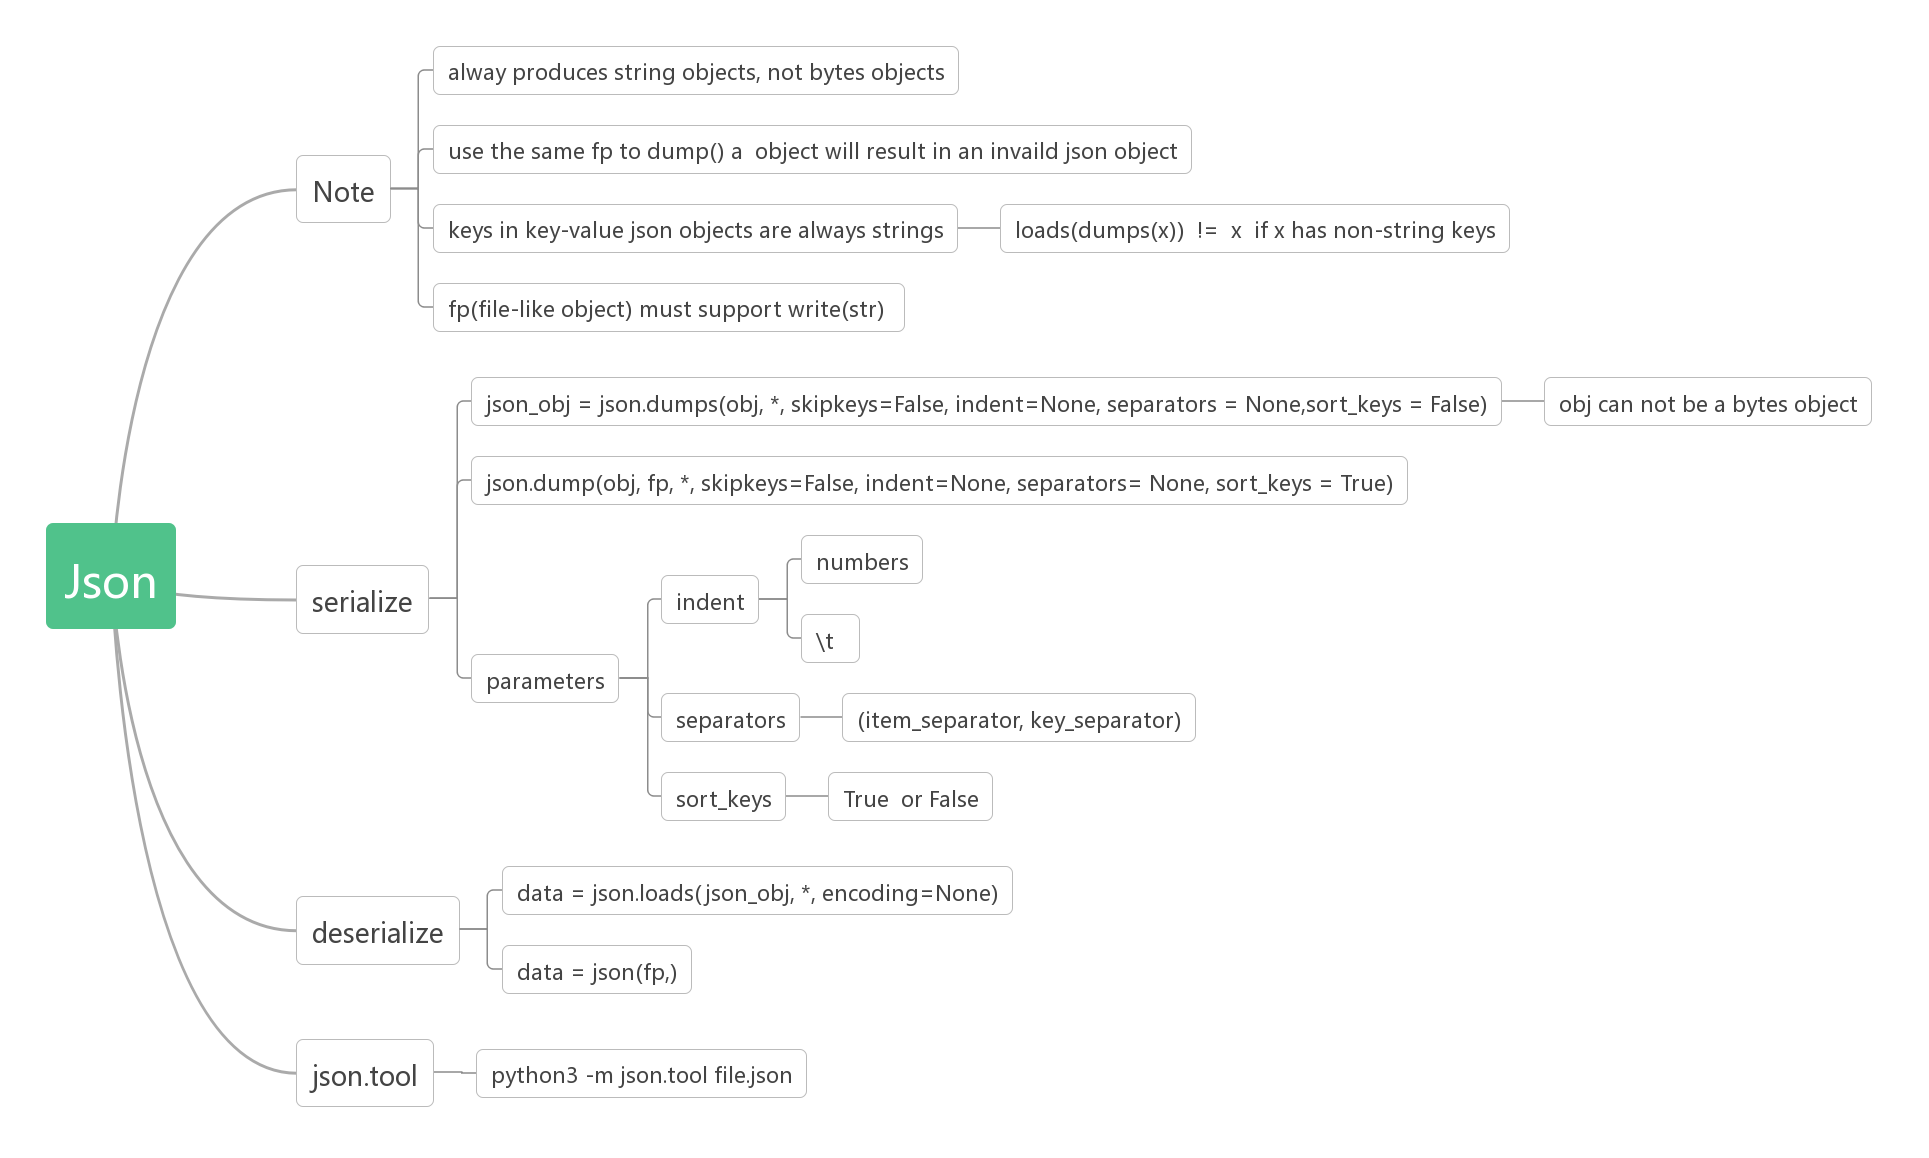 Json
Note
alway produces string objects, not bytes objects
use the same fp to dump() a  object will result in an invaild json object
keys in key-value json objects are always strings
loads(dumps(x))  !=  x  if x has non-string keys
fp(file-like object) must support write(str)
serialize
json_obj = json.dumps(obj, *, skipkeys=False, indent=None, separators = None,sort_keys = False)
obj can not be a bytes object
json.dump(obj, fp, *, skipkeys=False, indent=None, separators= None, sort_keys = True)
parameters
indent
numbers
\t
separators
(item_separator, key_separator)
sort_keys
True  or False
deserialize
data = json.loads(json_obj, *, encoding=None)
data = json(fp,)
json.tool
python3 -m json.tool file.json